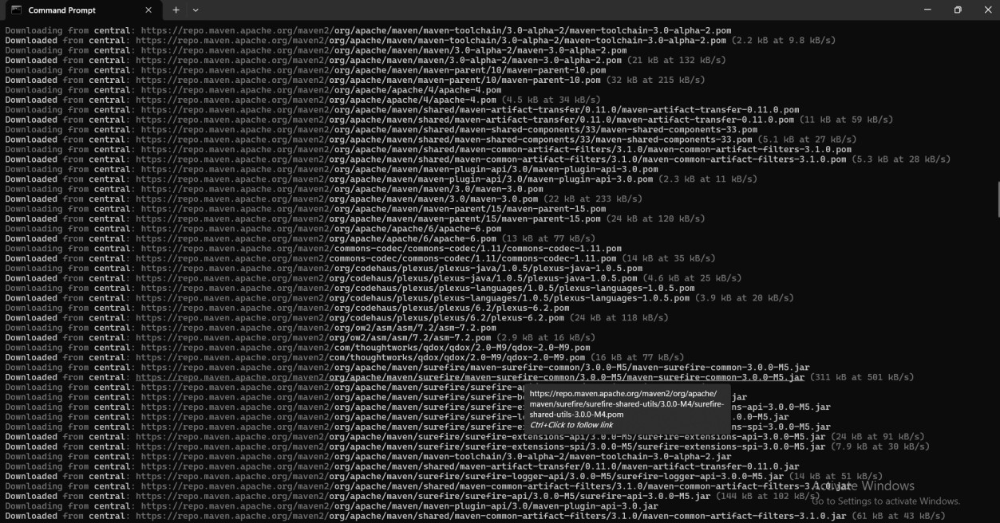 Command Prompt
Downloading from central: https://repo.maven.apache.org/maven2/org/apache/maven/maven-toolchain/3.0-alpha-2/maven-toolchain-3.0-alpha-2.pom
Downloaded from central: https://repo.maven.apache.org/maven2/org/apache/maven/maven-toolchain/3.0-alpha-2/maven-toolchain-3.0-alpha-2.pom (2.2 kB at 9.8 kB/s)
Downloading from central: https://repo.maven.apache.org/maven2/org/apache/maven/maven/3.0-alpha-2/maven-3.0-alpha-2.pom
Downloaded from central: https://repo.maven.apache.org/maven2/org/apache/maven/maven/3.0-alpha-2/maven-3.0-alpha-2.pom (21 kB at 132 kB/s)
Downloading from central: https://repo.maven.apache.org/maven2/org/apache/maven/maven-parent/10/maven-parent-10.pom
Downloaded from central: https://repo.maven.apache.org/maven2/org/apache/maven/maven-parent/10/maven-parent-10.pom (32 kB at 215 kB/s)
Downloading from central: https://repo.maven.apache.org/maven2/org/apache/apache/4/apache-4.pom
Downloaded from central: https://repo.maven.apache.org/maven2/org/apache/apache/4/apache-4.pom (4.5 kB at 34 kB/s)
Downloading from central: https://repo.maven.apache.org/maven2/org/apache/maven/shared/maven-artifact-transfer/0.11.0/maven-artifact-transfer-0.11.0.pom
Downloaded from central: https://repo.maven.apache.org/maven2/org/apache/maven/shared/maven-artifact-transfer/0.11.0/maven-artifact-transfer-0.11.0.pom (11 kB at 59 kB/s)
Downloading from central: https://repo.maven.apache.org/maven2/org/apache/maven/shared/maven-shared-components/33/maven-shared-components-33.pom
Downloaded from central: https://repo.maven.apache.org/maven2/org/apache/maven/shared/maven-shared-components/33/maven-shared-components-33.pom (5.1 kB at 27 kB/s)
Downloading from central: https://repo.maven.apache.org/maven2/org/apache/maven/shared/maven-common-artifact-filters/3.1.0/maven-common-artifact-filters-3.1.0.pom
Downloaded from central: https://repo.maven.apache.org/maven2/org/apache/maven/shared/maven-common-artifact-filters/3.1.0/maven-common-artifact-filters-3.1.0.pom (5.3 kB at 28 kB/s)
Downloading from central: https://repo.maven.apache.org/maven2/org/apache/maven/maven-plugin-api/3.0/maven-plugin-api-3.0.pom
Downloaded from central: https://repo.maven.apache.org/maven2/org/apache/maven/maven-plugin-api/3.0/maven-plugin-api-3.0.pom (2.3 kB at 11 kB/s)
Downloading from central: https://repo.maven.apache.org/maven2/org/apache/maven/maven/3.0/maven-3.0.pom
Downloaded from central: https://repo.maven.apache.org/maven2/org/apache/maven/maven/3.0/maven-3.0.pom (22 kB at 233 kB/s)
Downloading from central: https://repo.maven.apache.org/maven2/org/apache/maven/maven-parent/15/maven-parent-15.pom
Downloaded from central: https://repo.maven.apache.org/maven2/org/apache/maven/maven-parent/15/maven-parent-15.pom (24 kB at 120 kB/s)
Downloading from central: https://repo.maven.apache.org/maven2/org/apache/apache/6/apache-6.pom
Downloaded from central: https://repo.maven.apache.org/maven2/org/apache/apache/6/apache-6.pom (13 kB at 77 kB/s)
Downloading from central: https://repo.maven.apache.org/maven2/commons-codec/commons-codec/1.11/commons-codec-1.11.pom
Downloaded from central: https://repo.maven.apache.org/maven2/commons-codec/commons-codec/1.11/commons-codec-1.11.pom (14 kB at 35 kB/s)
Downloading from central: https://repo.maven.apache.org/maven2/org/codehaus/plexus/plexus-java/1.0.5/plexus-java-1.0.5.pom
Downloaded from central: https://repo.maven.apache.org/maven2/org/codehaus/plexus/plexus-java/1.0.5/plexus-java-1.0.5.pom (4.6 kB at 25 kB/s)
Downloading from central: https://repo.maven.apache.org/maven2/org/codehaus/plexus/plexus-languages/1.0.5/plexus-languages-1.0.5.pom
Downloaded from central: https://repo.maven.apache.org/maven2/org/codehaus/plexus/plexus-languages/1.0.5/plexus-languages-1.0.5.pom (3.9 kB at 20 kB/s)
Downloading from central: https://repo.maven.apache.org/maven2/org/codehaus/plexus/plexus/6.2/plexus-6.2.pom
Downloaded from central: https://repo.maven.apache.org/maven2/org/codehaus/plexus/plexus/6.2/plexus-6.2.pom (24 kB at 118 kB/s)
Downloading from central: https://repo.maven.apache.org/maven2/org/ow2/asm/asm/7.2/asm-7.2.pom
Downloaded from central: https://repo.maven.apache.org/maven2/org/ow2/asm/asm/7.2/asm-7.2.pom (2.9 kB at 16 kB/s)
Downloading from central: https://repo.maven.apache.org/maven2/com/thoughtworks/qdox/qdox/2.0-M9/qdox-2.0-M9.pom
Downloaded from central: https://repo.maven.apache.org/maven2/com/thoughtworks/qdox/qdox/2.0-M9/qdox-2.0-M9.pom (16 kB at 77 kB/s)
Downloading from central: https://repo.maven.apache.org/maven2/org/apache/maven/surefire/maven-surefire-common/3.0.0-M5/maven-surefire-common-3.0.0-M5.jar
Downloaded from central: https://repo.maven.apache.org/maven2/org/apache/maven/surefire/maven-surefire-common/3.0.0-M5/maven-surefire-common-3.0.0-M5.jar (311 kB at 501 kB/s)
Downloading from central: https://repo.maven.apache.org/maven2/org/apache/maven/surefire/surefire-a
Downloading from central: https://repo.maven.apache.org/maven2/org/apache/maven/surefire/surefire-b jar
Downloading from central: https://repo.maven.apache.org/maven2/org/apache/maven/surefire/surefire-e ns-api-3.0.0-M5.jar
Downloading from central: https://repo.maven.apache.org/maven2/org/apache/maven/surefire/surefire-l .0.0-M5.jar
Downloading from central: https://repo.maven.apache.org/maven2/org/apache/maven/surefire/surefire-e ns-spi-3.0.0-M5.jar
https://repo.maven.apache.org/maven2/org/apache/
maven/surefire/surefire-shared-utils/3.0.0-M4/surefire-
shared-utils-3.0.0-M4.pom
Ctrl+Click to follow link
Downloaded from central: https://repo.maven.apache.org/maven2/org/apache/maven/surefire/surefire-extensions-api/3.0.0-M5/surefire-extensions-api-3.0.0-M5.jar (24 kB at 91 kB/s)
Downloaded from central: https://repo.maven.apache.org/maven2/org/apache/maven/surefire/surefire-extensions-spi/3.0.0-M5/surefire-extensions-spi-3.0.0-M5.jar (7.9 kB at 30 kB/s)
Downloading from central: https://repo.maven.apache.org/maven2/org/apache/maven/maven-toolchain/3.0-alpha-2/maven-toolchain-3.0-alpha-2.jar
Downloading from central: https://repo.maven.apache.org/maven2/org/apache/maven/shared/maven-artifact-transfer/0.11.0/maven-artifact-transfer-0.11.0.jar
Downloaded from central: https://repo.maven.apache.org/maven2/org/apache/maven/surefire/surefire-logger-api/3.0.0-M5/surefire-logger-api-3.0.0-M5.jar (14 kB at 51 kB/s)
Downloading from central: https://repo.maven.apache.org/maven2/org/apache/maven/shared/maven-common-artifact-filters/3.1.0/maven-common-artifact-filters-3.1.0.jar
Downloaded from central: https://repo.maven.apache.org/maven2/org/apache/maven/surefire/surefire-api/3.0.0-M5/surefire-api-3.0.0-M5.jar (144 kB at 102 kB/s)
Downloading from central: https://repo.maven.apache.org/maven2/org/apache/maven/maven-plugin-api/3.0/maven-plugin-api-3.0.jar
Downloaded from central: https://repo.maven.apache.org/maven2/org/apache/maven/shared/maven-common-artifact-filters/3.1.0/maven-common-artifact-filters-3.1.0.jar (61 kB at 43 kB/s)
Activate Windows
Go to Settings to activate Windows.